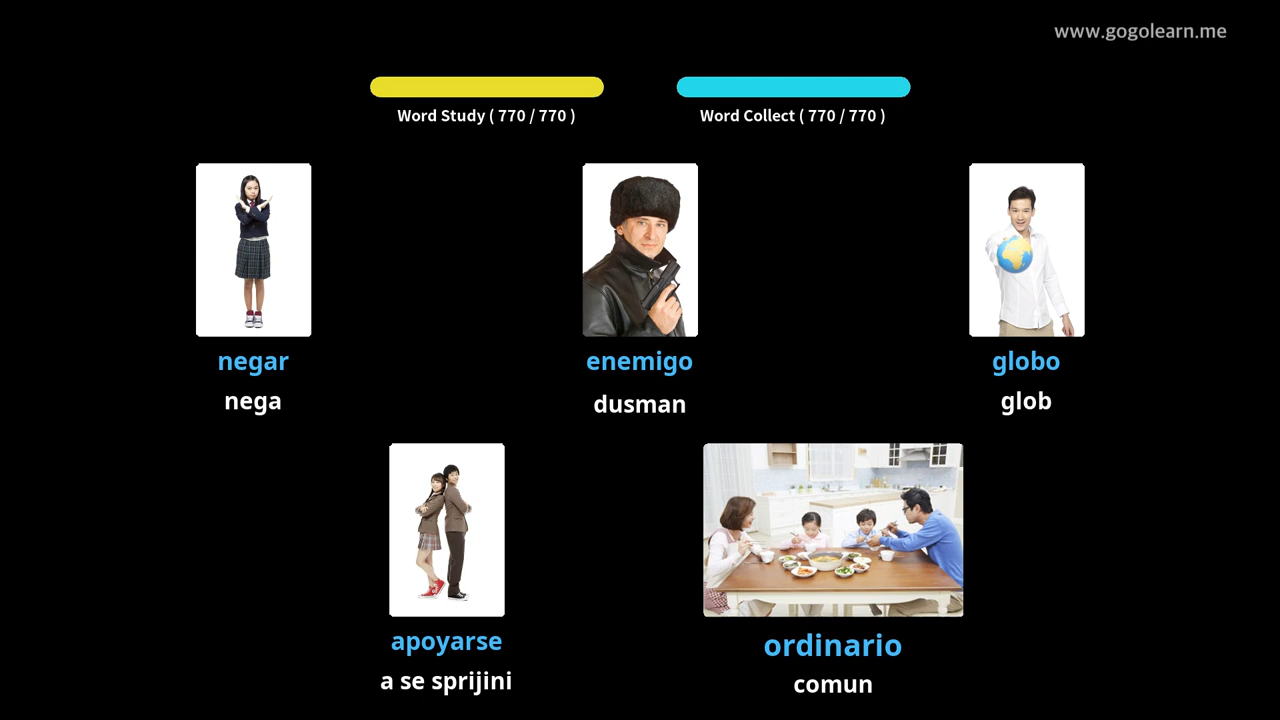 www.gogolearn.me
Word Study ( 770 / 770 )
Word Collect ( 770 / 770 )
negar
nega
enemigo
dusman
globo
glob
apoyarse
a se sprijini
ordinario
comun